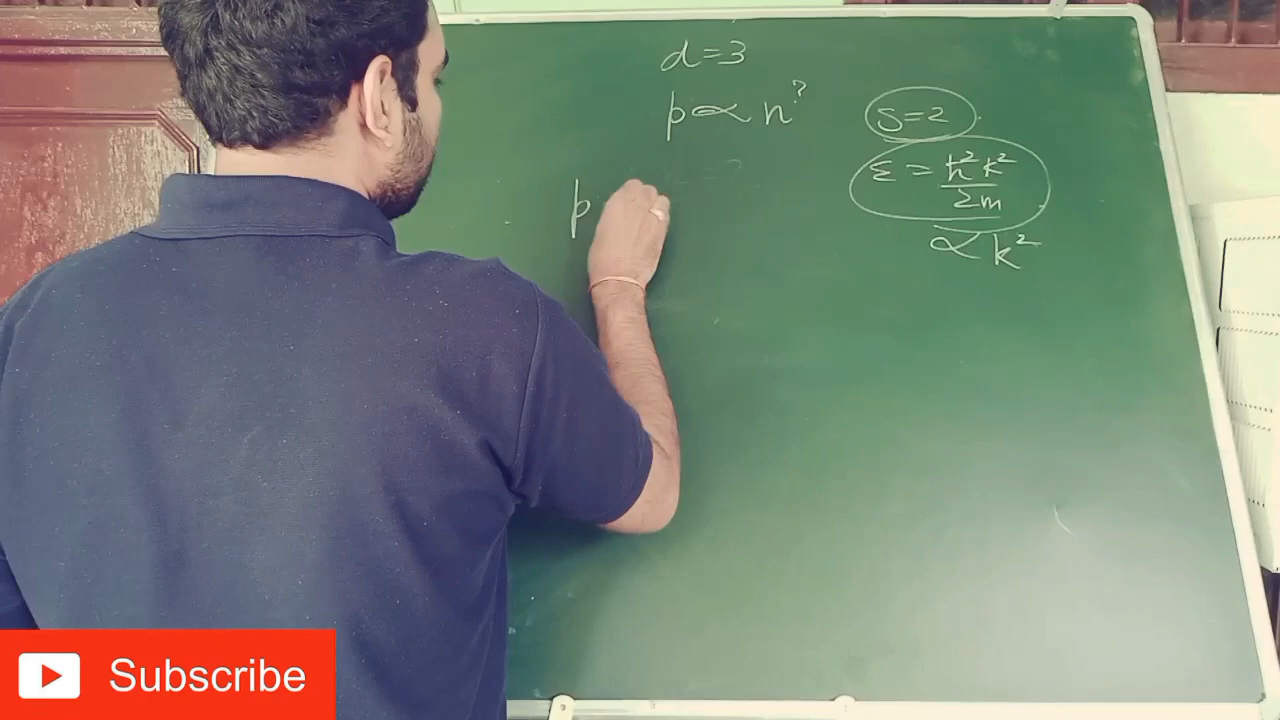 d=3
p∝n?
S=2
ε = ħ²k²/2m
∝ k²
p
Subscribe